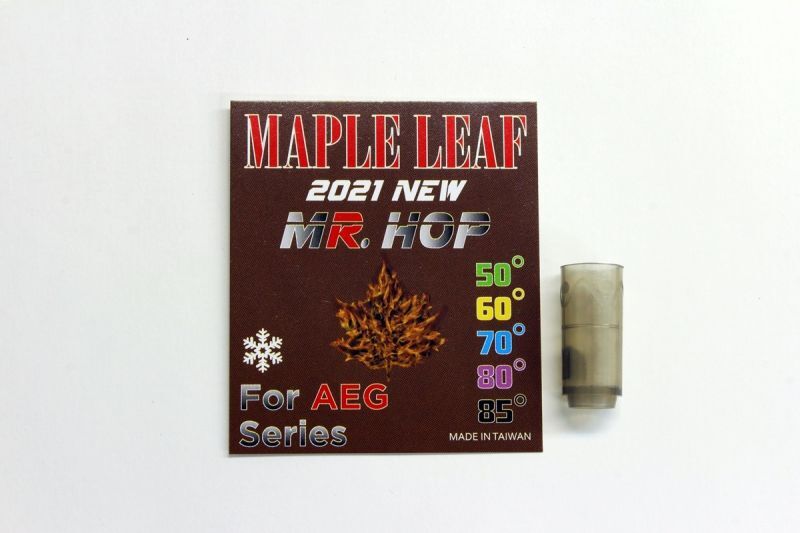 MAPLE LEAF
2021 NEW
MR. HOP
50°
60°
70°
80°
85°
For AEG
Series
MADE IN TAIWAN